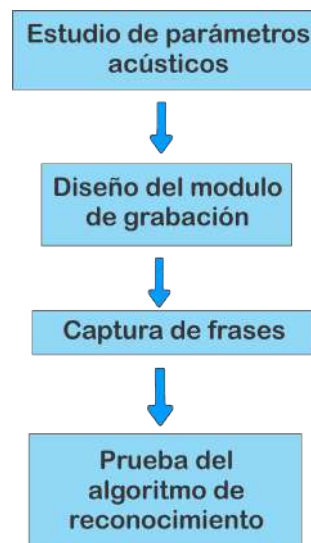 Estudio de parámetros
acústicos
Diseño del modulo
de grabación
Captura de frases
Prueba del
algoritmo de
reconocimiento